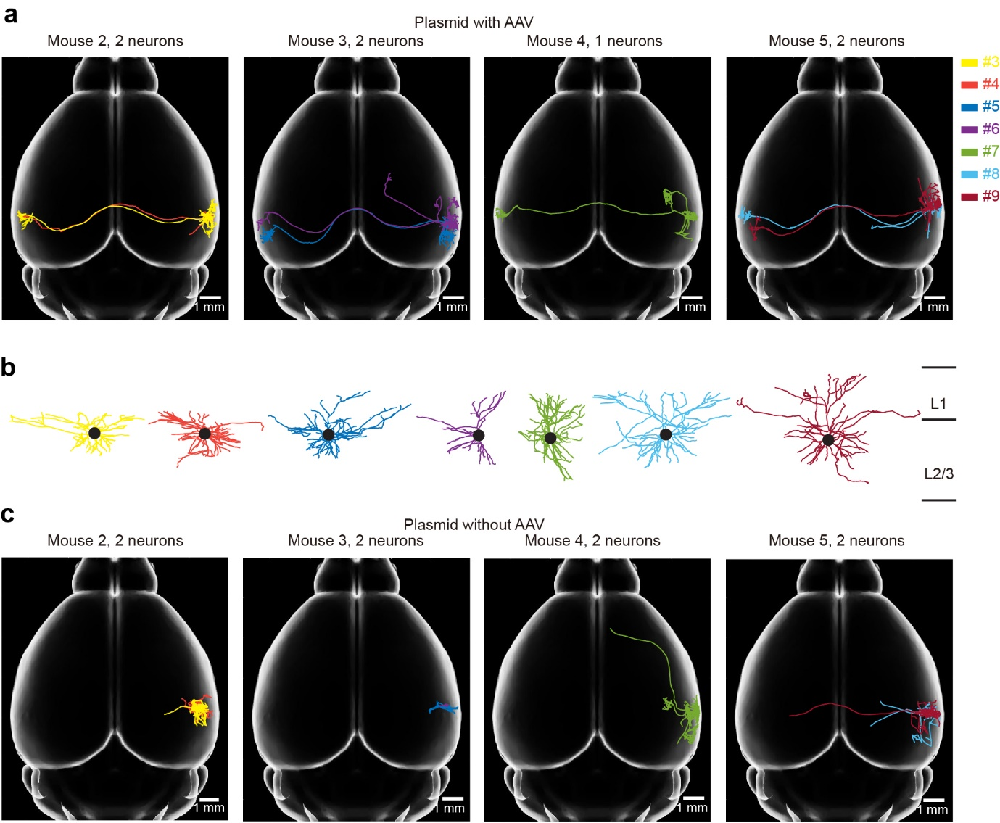 a
Plasmid with AAV
Mouse 2, 2 neurons
Mouse 3, 2 neurons
Mouse 4, 1 neurons
Mouse 5, 2 neurons
#3
#4
#5
#6
#7
#8
#9
1 mm
1 mm
1 mm
1 mm
b
L1
L2/3
c
Plasmid without AAV
Mouse 2, 2 neurons
Mouse 3, 2 neurons
Mouse 4, 2 neurons
Mouse 5, 2 neurons
1 mm
1 mm
1 mm
1 mm